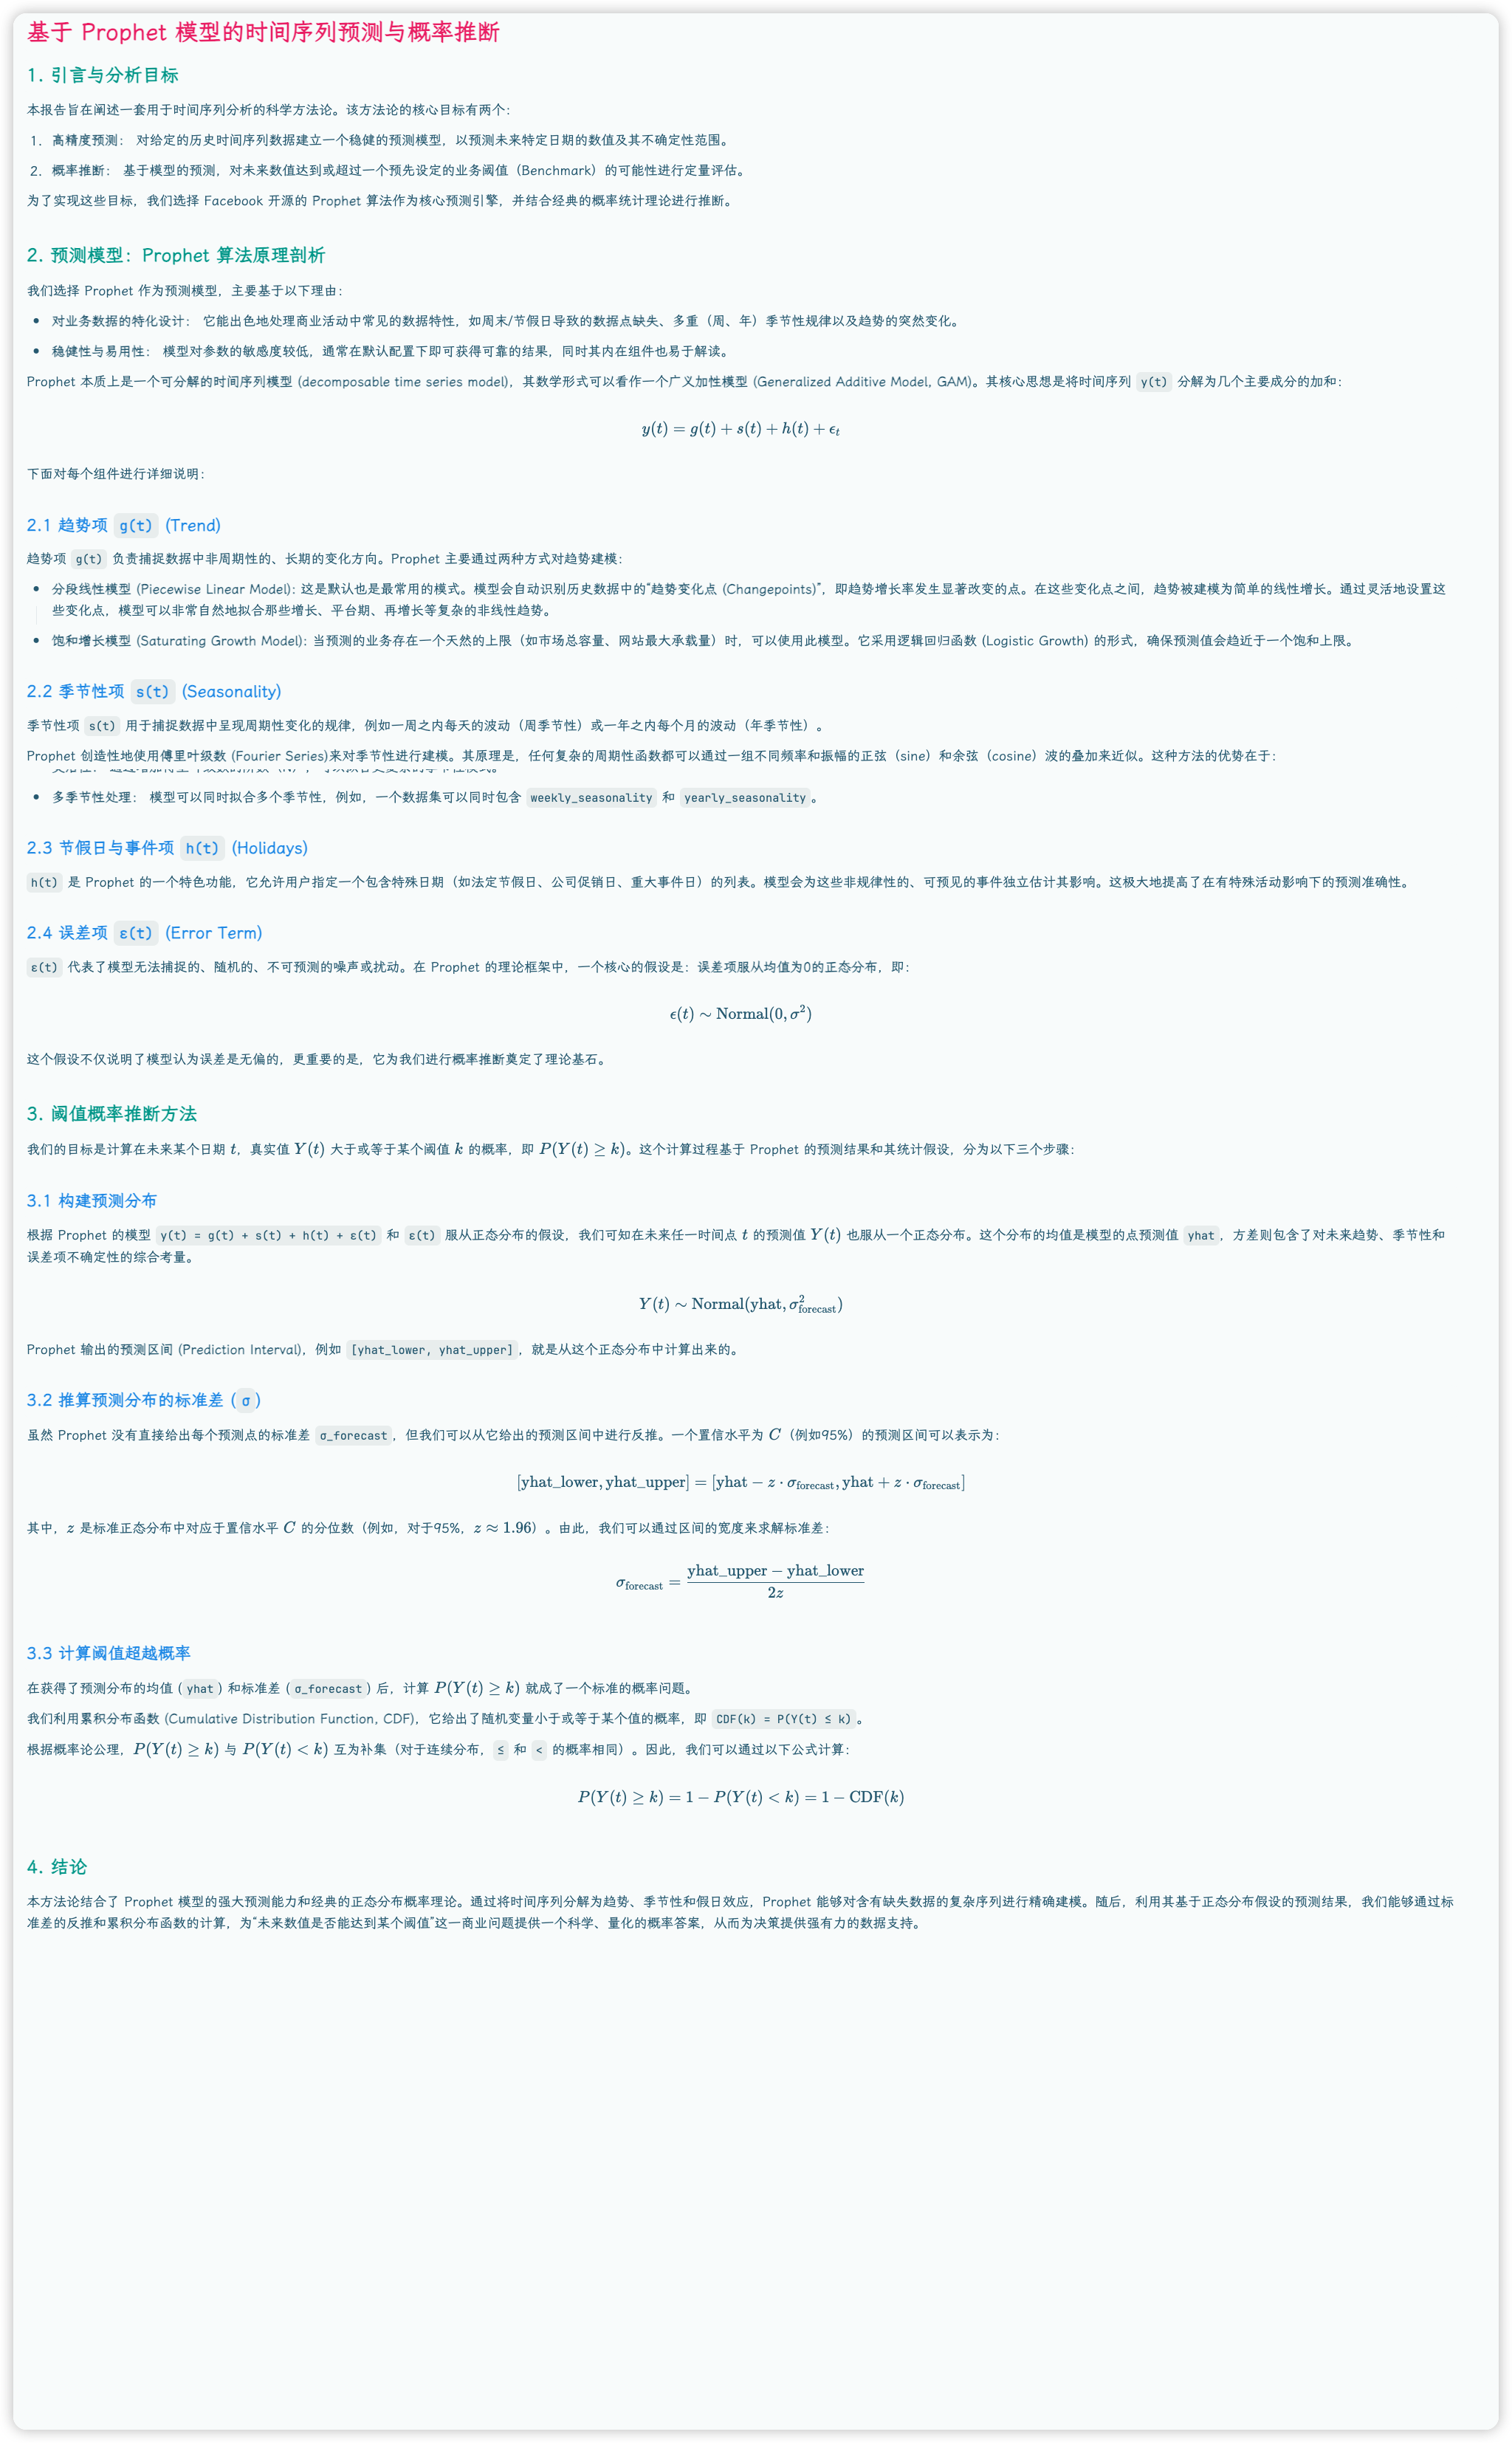 基于 Prophet 模型的时间序列预测与概率推断
1. 引言与分析目标
本报告旨在阐述一套用于时间序列分析的科学方法论。该方法论的核心目标有两个：
1. 高精度预测： 对给定的历史时间序列数据建立一个稳健的预测模型，以预测未来特定日期的数值及其不确定性范围。
2. 概率推断： 基于模型的预测，对未来数值达到或超过一个预先设定的业务阈值（Benchmark）的可能性进行定量评估。
为了实现这些目标，我们选择 Facebook 开源的 Prophet 算法作为核心预测引擎，并结合经典的概率统计理论进行推断。
2. 预测模型：Prophet 算法原理剖析
我们选择 Prophet 作为预测模型，主要基于以下理由：
• 对业务数据的特化设计： 它能出色地处理商业活动中常见的数据特性，如周末/节假日导致的数据点缺失、多重（周、年）季节性规律以及趋势的突然变化。
• 稳健性与易用性： 模型对参数的敏感度较低，通常在默认配置下即可获得可靠的结果，同时其内在组件也易于解读。
Prophet 本质上是一个可分解的时间序列模型 (decomposable time series model)，其数学形式可以看作一个广义加性模型 (Generalized Additive Model, GAM)。其核心思想是将时间序列 y(t) 分解为几个主要成分的加和：
y(t) = g(t) + s(t) + h(t) + ϵ_t
下面对每个组件进行详细说明：
2.1 趋势项 g(t) (Trend)
趋势项 g(t) 负责捕捉数据中非周期性的、长期的变化方向。Prophet 主要通过两种方式对趋势建模：
• 分段线性模型 (Piecewise Linear Model): 这是默认也是最常用的模式。模型会自动识别历史数据中的“趋势变化点 (Changepoints)”，即趋势增长率发生显著改变的点。在这些变化点之间，趋势被建模为简单的线性增长。通过灵活地设置这
些变化点，模型可以非常自然地拟合那些增长、平台期、再增长等复杂的非线性趋势。
• 饱和增长模型 (Saturating Growth Model): 当预测的业务存在一个天然的上限（如市场总容量、网站最大承载量）时，可以使用此模型。它采用逻辑回归函数 (Logistic Growth) 的形式，确保预测值会趋近于一个饱和上限。
2.2 季节性项 s(t) (Seasonality)
季节性项 s(t) 用于捕捉数据中呈现周期性变化的规律，例如一周之内每天的波动（周季节性）或一年之内每个月的波动（年季节性）。
Prophet 创造性地使用傅里叶级数 (Fourier Series)来对季节性进行建模。其原理是，任何复杂的周期性函数都可以通过一组不同频率和振幅的正弦（sine）和余弦（cosine）波的叠加来近似。这种方法的优势在于：
• 多季节性处理： 模型可以同时拟合多个季节性，例如，一个数据集可以同时包含 weekly_seasonality 和 yearly_seasonality。
2.3 节假日与事件项 h(t) (Holidays)
h(t) 是 Prophet 的一个特色功能，它允许用户指定一个包含特殊日期（如法定节假日、公司促销日、重大事件日）的列表。模型会为这些非规律性的、可预见的事件独立估计其影响。这极大地提高了在有特殊活动影响下的预测准确性。
2.4 误差项 ε(t) (Error Term)
ε(t) 代表了模型无法捕捉的、随机的、不可预测的噪声或扰动。在 Prophet 的理论框架中，一个核心的假设是：误差项服从均值为0的正态分布，即：
ϵ(t) ∼ Normal(0, σ²)
这个假设不仅说明了模型认为误差是无偏的，更重要的是，它为我们进行概率推断奠定了理论基石。
3. 阈值概率推断方法
我们的目标是计算在未来某个日期 t，真实值 Y(t) 大于或等于某个阈值 k 的概率，即 P(Y(t) ≥ k)。这个计算过程基于 Prophet 的预测结果和其统计假设，分为以下三个步骤：
3.1 构建预测分布
根据 Prophet 的模型 y(t) = g(t) + s(t) + h(t) + ε(t) 和 ε(t) 服从正态分布的假设，我们可知在未来任一时间点 t 的预测值 Y(t) 也服从一个正态分布。这个分布的均值是模型的点预测值 yhat，方差则包含了对未来趋势、季节性和
误差项不确定性的综合考量。
Y(t) ∼ Normal(yhat, σ²_forecast)
Prophet 输出的预测区间 (Prediction Interval)，例如 [yhat_lower, yhat_upper]，就是从这个正态分布中计算出来的。
3.2 推算预测分布的标准差 (σ)
虽然 Prophet 没有直接给出每个预测点的标准差 σ_forecast，但我们可以从它给出的预测区间中进行反推。一个置信水平为 C（例如95%）的预测区间可以表示为：
[yhat_lower, yhat_upper] = [yhat − z · σ_forecast, yhat + z · σ_forecast]
其中，z 是标准正态分布中对应于置信水平 C 的分位数（例如，对于95%，z ≈ 1.96）。由此，我们可以通过区间的宽度来求解标准差：
σ_forecast = (yhat_upper − yhat_lower) / 2z
3.3 计算阈值超越概率
在获得了预测分布的均值 (yhat) 和标准差 (σ_forecast) 后，计算 P(Y(t) ≥ k) 就成了一个标准的概率问题。
我们利用累积分布函数 (Cumulative Distribution Function, CDF)，它给出了随机变量小于或等于某个值的概率，即 CDF(k) = P(Y(t) ≤ k)。
根据概率论公理，P(Y(t) ≥ k) 与 P(Y(t) < k) 互为补集（对于连续分布，≤ 和 < 的概率相同）。因此，我们可以通过以下公式计算：
P(Y(t) ≥ k) = 1 − P(Y(t) < k) = 1 − CDF(k)
4. 结论
本方法论结合了 Prophet 模型的强大预测能力和经典的正态分布概率理论。通过将时间序列分解为趋势、季节性和假日效应，Prophet 能够对含有缺失数据的复杂序列进行精确建模。随后，利用其基于正态分布假设的预测结果，我们能够通过标
准差的反推和累积分布函数的计算，为“未来数值是否能达到某个阈值”这一商业问题提供一个科学、量化的概率答案，从而为决策提供强有力的数据支持。